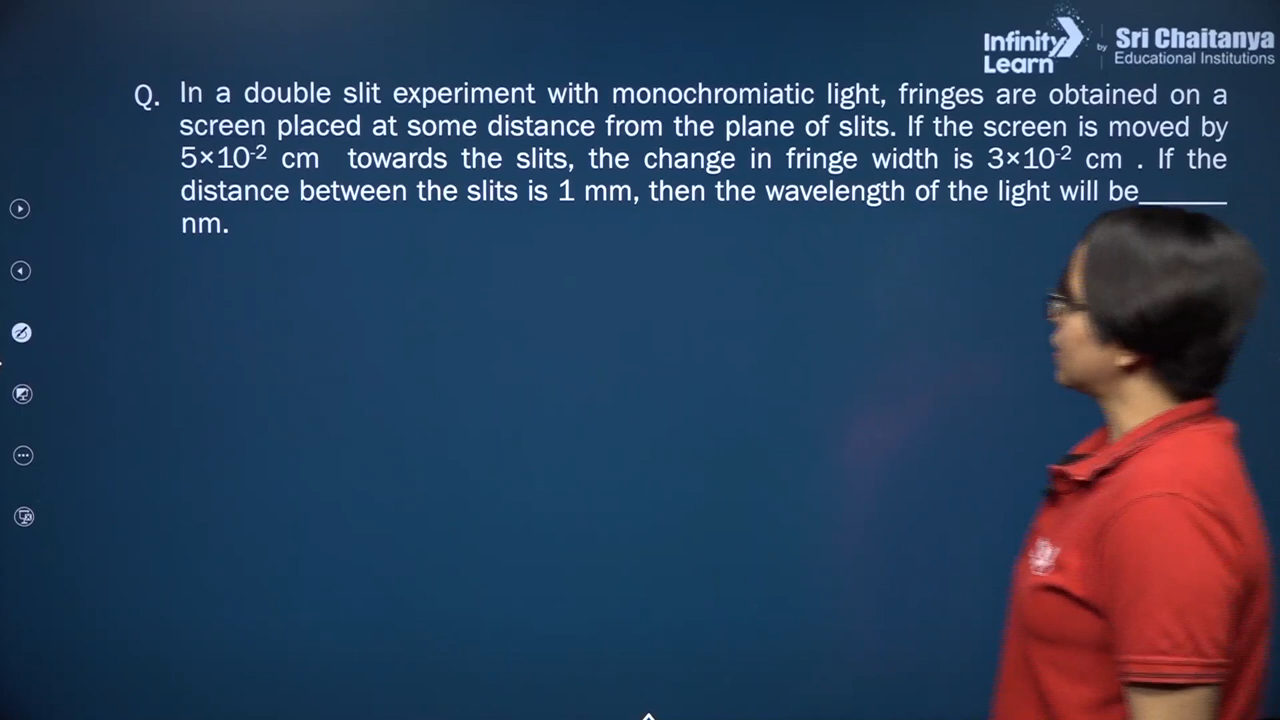 Infinity Learn by Sri Chaitanya Educational Institutions
Q. In a double slit experiment with monochromiatic light, fringes are obtained on a
screen placed at some distance from the plane of slits. If the screen is moved by
5×10⁻² cm towards the slits, the change in fringe width is 3×10⁻² cm . If the
distance between the slits is 1 mm, then the wavelength of the light will be______
nm.